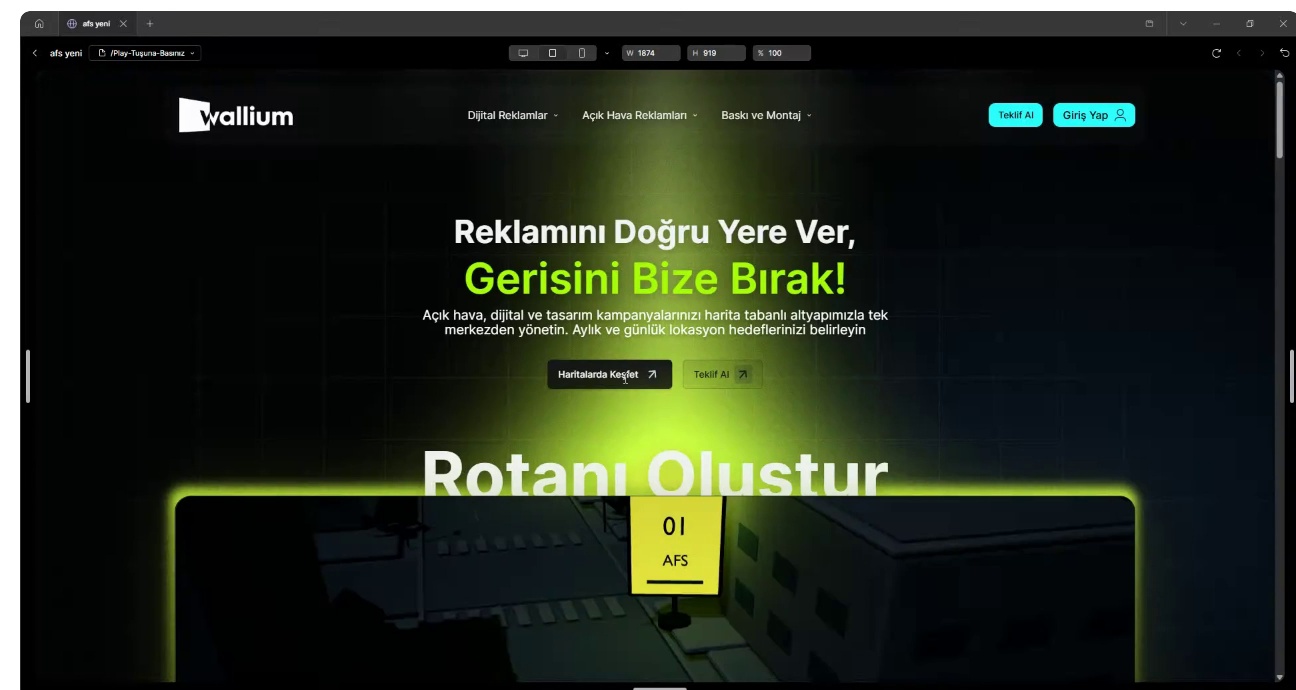 afs yeni
afs yeni /Play-Tuşuna-Basınız W 1874 H 919 % 100
wallium Dijital Reklamlar Açık Hava Reklamları Baskı ve Montaj Teklif Al Giriş Yap
Reklamını Doğru Yere Ver,
Gerisini Bize Bırak!
Açık hava, dijital ve tasarım kampanyalarınızı harita tabanlı altyapımızla tek
merkezden yönetin. Aylık ve günlük lokasyon hedeflerinizi belirleyin
Haritalarda Keşfet Teklif Al
Rotanı Oluştur
01
AFS